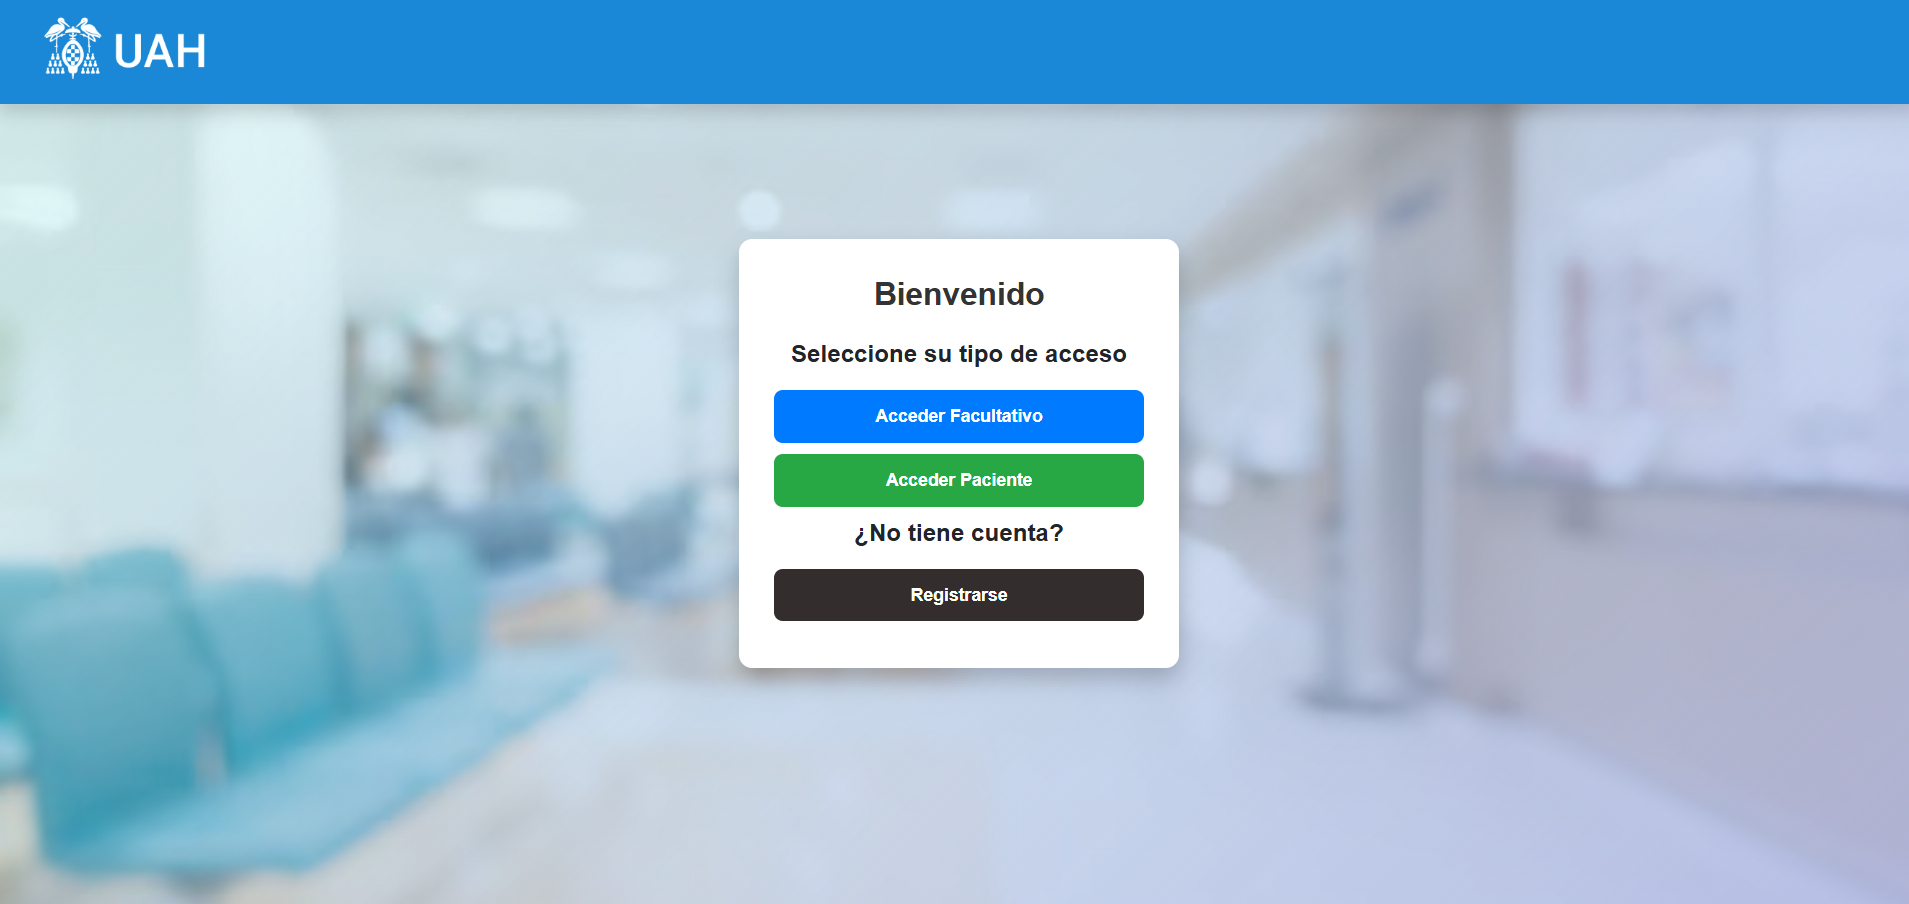 UAH
Bienvenido
Seleccione su tipo de acceso
Acceder Facultativo
Acceder Paciente
¿No tiene cuenta?
Registrarse